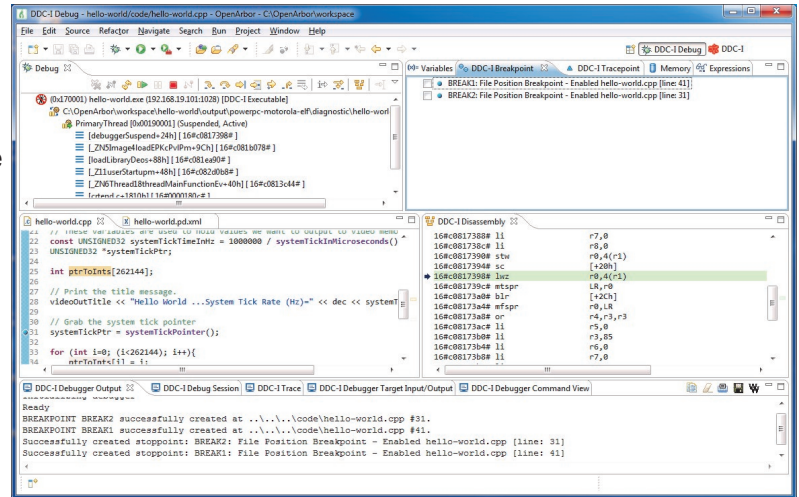 DDC-I Debug - hello-world/code/hello-world.cpp - OpenArbor - C:\OpenArbor\workspace
File Edit Source Refactor Navigate Search Run Project Window Help
DDC-I Debug DDC-I
Debug
(0x170001) hello-world.exe (192.168.19.101:1028) [DDC-I Executable]
C:\OpenArbor\workspace\hello-world\output\powerpc-motorola-elf\diagnostic\hello-worl
PrimaryThread [0x00190001] (Suspended, Active)
[debuggerSuspend+24h] [ 16#c0817398# ]
[_ZN5Image4loadEPKcPvIPm+9Ch] [ 16#c081b078# ]
[loadLibraryDeos+88h] [ 16#c081ea90# ]
[_Z11userStartupm+48h] [ 16#c082d0b8# ]
[_ZN6Thread18threadMainFunctionEv+40h] [ 16#c0813c44# ]
[crtend.c+1810h] [ 16#0000180c# ]
(x)= Variables DDC-I Breakpoint DDC-I Tracepoint Memory Expressions
BREAK1: File Position Breakpoint - Enabled hello-world.cpp [line: 41]
BREAK2: File Position Breakpoint - Enabled hello-world.cpp [line: 31]
hello-world.cpp hello-world.pd.xml
21 // These variables are used to hold values we want to output to video memo
22 const UNSIGNED32 systemTickTimeInHz = 1000000 / systemTickInMicroseconds()
23 UNSIGNED32 *systemTickPtr;
24
25 int ptrToInts[262144];
26
27 // Print the title message.
28 videoOutTitle << "Hello World ...System Tick Rate (Hz)=" << dec << systemT
29
30 // Grab the system tick pointer
31 systemTickPtr = systemTickPointer();
32
33 for (int i=0; (i<262144); i++){
34 ptrToInts[i] = i;
DDC-I Disassembly
16#c0817388# li r7,0
16#c081738c# li r8,0
16#c0817390# stw r0,4(r1)
16#c0817394# sc [+20h]
16#c0817398# lwz r0,4(r1)
16#c081739c# mtspr LR,r0
16#c08173a0# blr [+2Ch]
16#c08173a4# mfspr r0,LR
16#c08173a8# or r4,r3,r3
16#c08173ac# li r5,0
16#c08173b0# li r3,85
16#c08173b4# li r6,0
16#c08173b8# li r7,0
DDC-I Debugger Output DDC-I Debug Session DDC-I Trace DDC-I Debugger Target Input/Output DDC-I Debugger Command View
Initializing debugger
Ready
BREAKPOINT BREAK2 successfully created at ..\..\..\code\hello-world.cpp #31.
BREAKPOINT BREAK1 successfully created at ..\..\..\code\hello-world.cpp #41.
Successfully created stoppoint: BREAK2: File Position Breakpoint - Enabled hello-world.cpp [line: 31]
Successfully created stoppoint: BREAK1: File Position Breakpoint - Enabled hello-world.cpp [line: 41]